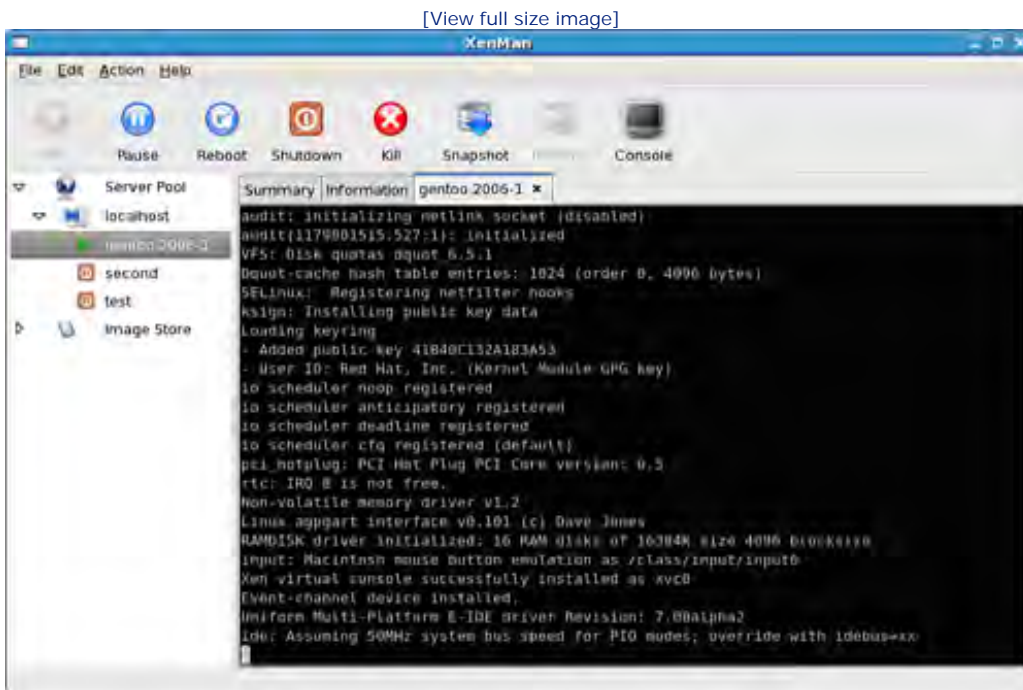 [View full size image]
XenMan
File Edit Action Help
Pause Reboot Shutdown Kill Snapshot Console
Server Pool
localhost
gentoo 2006-1
second
test
Image Store
Summary Information gentoo 2006-1
audit: initializing netlink socket (disabled)
audit(1179801515.527:1): initialized
VFS: Disk quotas dquot_6.5.1
Dquot-cache hash table entries: 1024 (order 0, 4096 bytes)
SELinux: Registering netfilter hooks
ksign: Installing public key data
Loading keyring
- Added public key 41B40C132A183A53
- User ID: Red Hat, Inc. (Kernel Module GPG key)
io scheduler noop registered
io scheduler anticipatory registered
io scheduler deadline registered
io scheduler cfq registered (default)
pci_hotplug: PCI Hot Plug PCI Core version: 0.5
rtc: IRQ 8 is not free.
Non-volatile memory driver v1.2
Linux agpgart interface v0.101 (c) Dave Jones
RAMDISK driver initialized: 16 RAM disks of 16384K size 4096 blocksize
input: Macintosh mouse button emulation as /class/input/input0
Xen virtual console successfully installed as xvc0
Event-channel device installed.
Uniform Multi-Platform E-IDE driver Revision: 7.00alpha2
ide: Assuming 50MHz system bus speed for PIO modes; override with idebus=xx